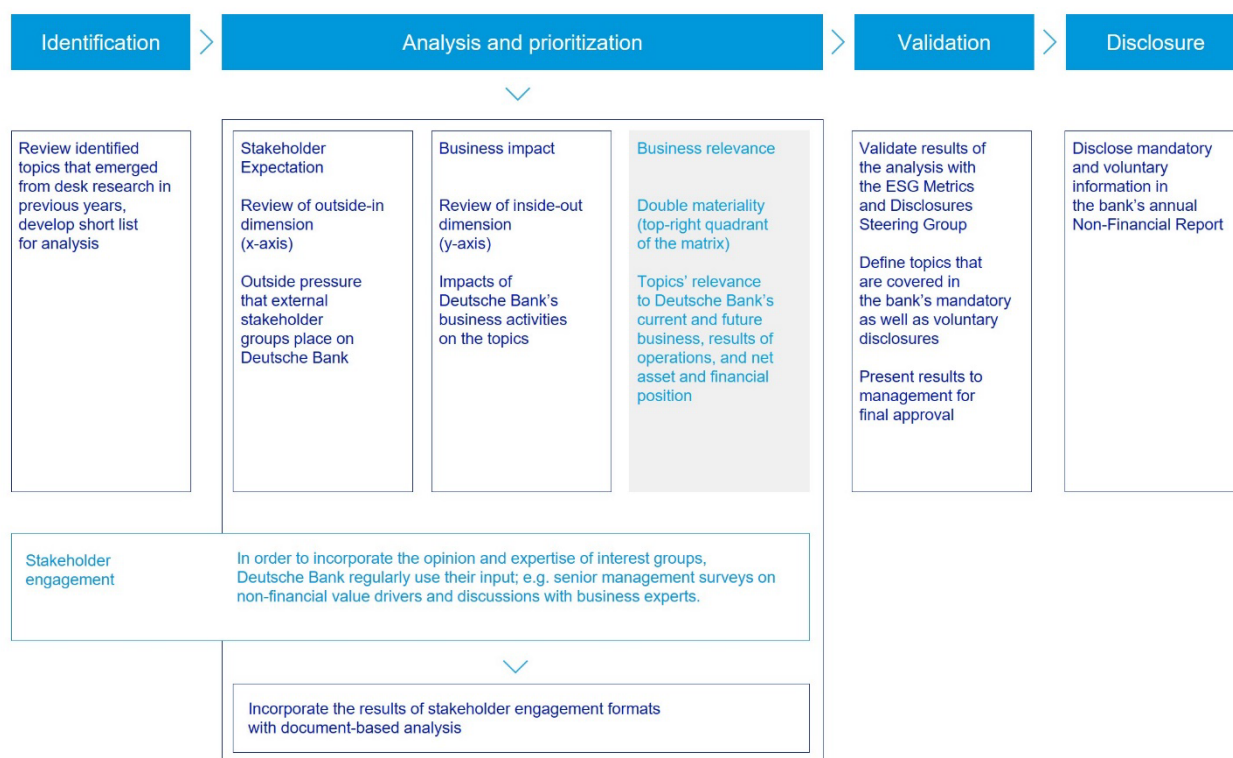 Identification
Analysis and prioritization
Validation
Disclosure
Review identified
topics that emerged
from desk research in
previous years,
develop short list
for analysis
Stakeholder
Expectation
Review of outside-in
dimension
(x-axis)
Outside pressure
that external
stakeholder
groups place on
Deutsche Bank
Business impact
Review of inside-out
dimension
(y-axis)
Impacts of
Deutsche Bank's
business activities
on the topics
Business relevance
Double materiality
(top-right quadrant
of the matrix)
Topics' relevance
to Deutsche Bank's
current and future
business, results of
operations, and net
asset and financial
position
Validate results of
the analysis with
the ESG Metrics
and Disclosures
Steering Group
Define topics that
are covered in
the bank's mandatory
as well as voluntary
disclosures
Present results to
management for
final approval
Disclose mandatory
and voluntary
information in
the bank's annual
Non-Financial Report
Stakeholder
engagement
In order to incorporate the opinion and expertise of interest groups,
Deutsche Bank regularly use their input; e.g. senior management surveys on
non-financial value drivers and discussions with business experts.
Incorporate the results of stakeholder engagement formats
with document-based analysis